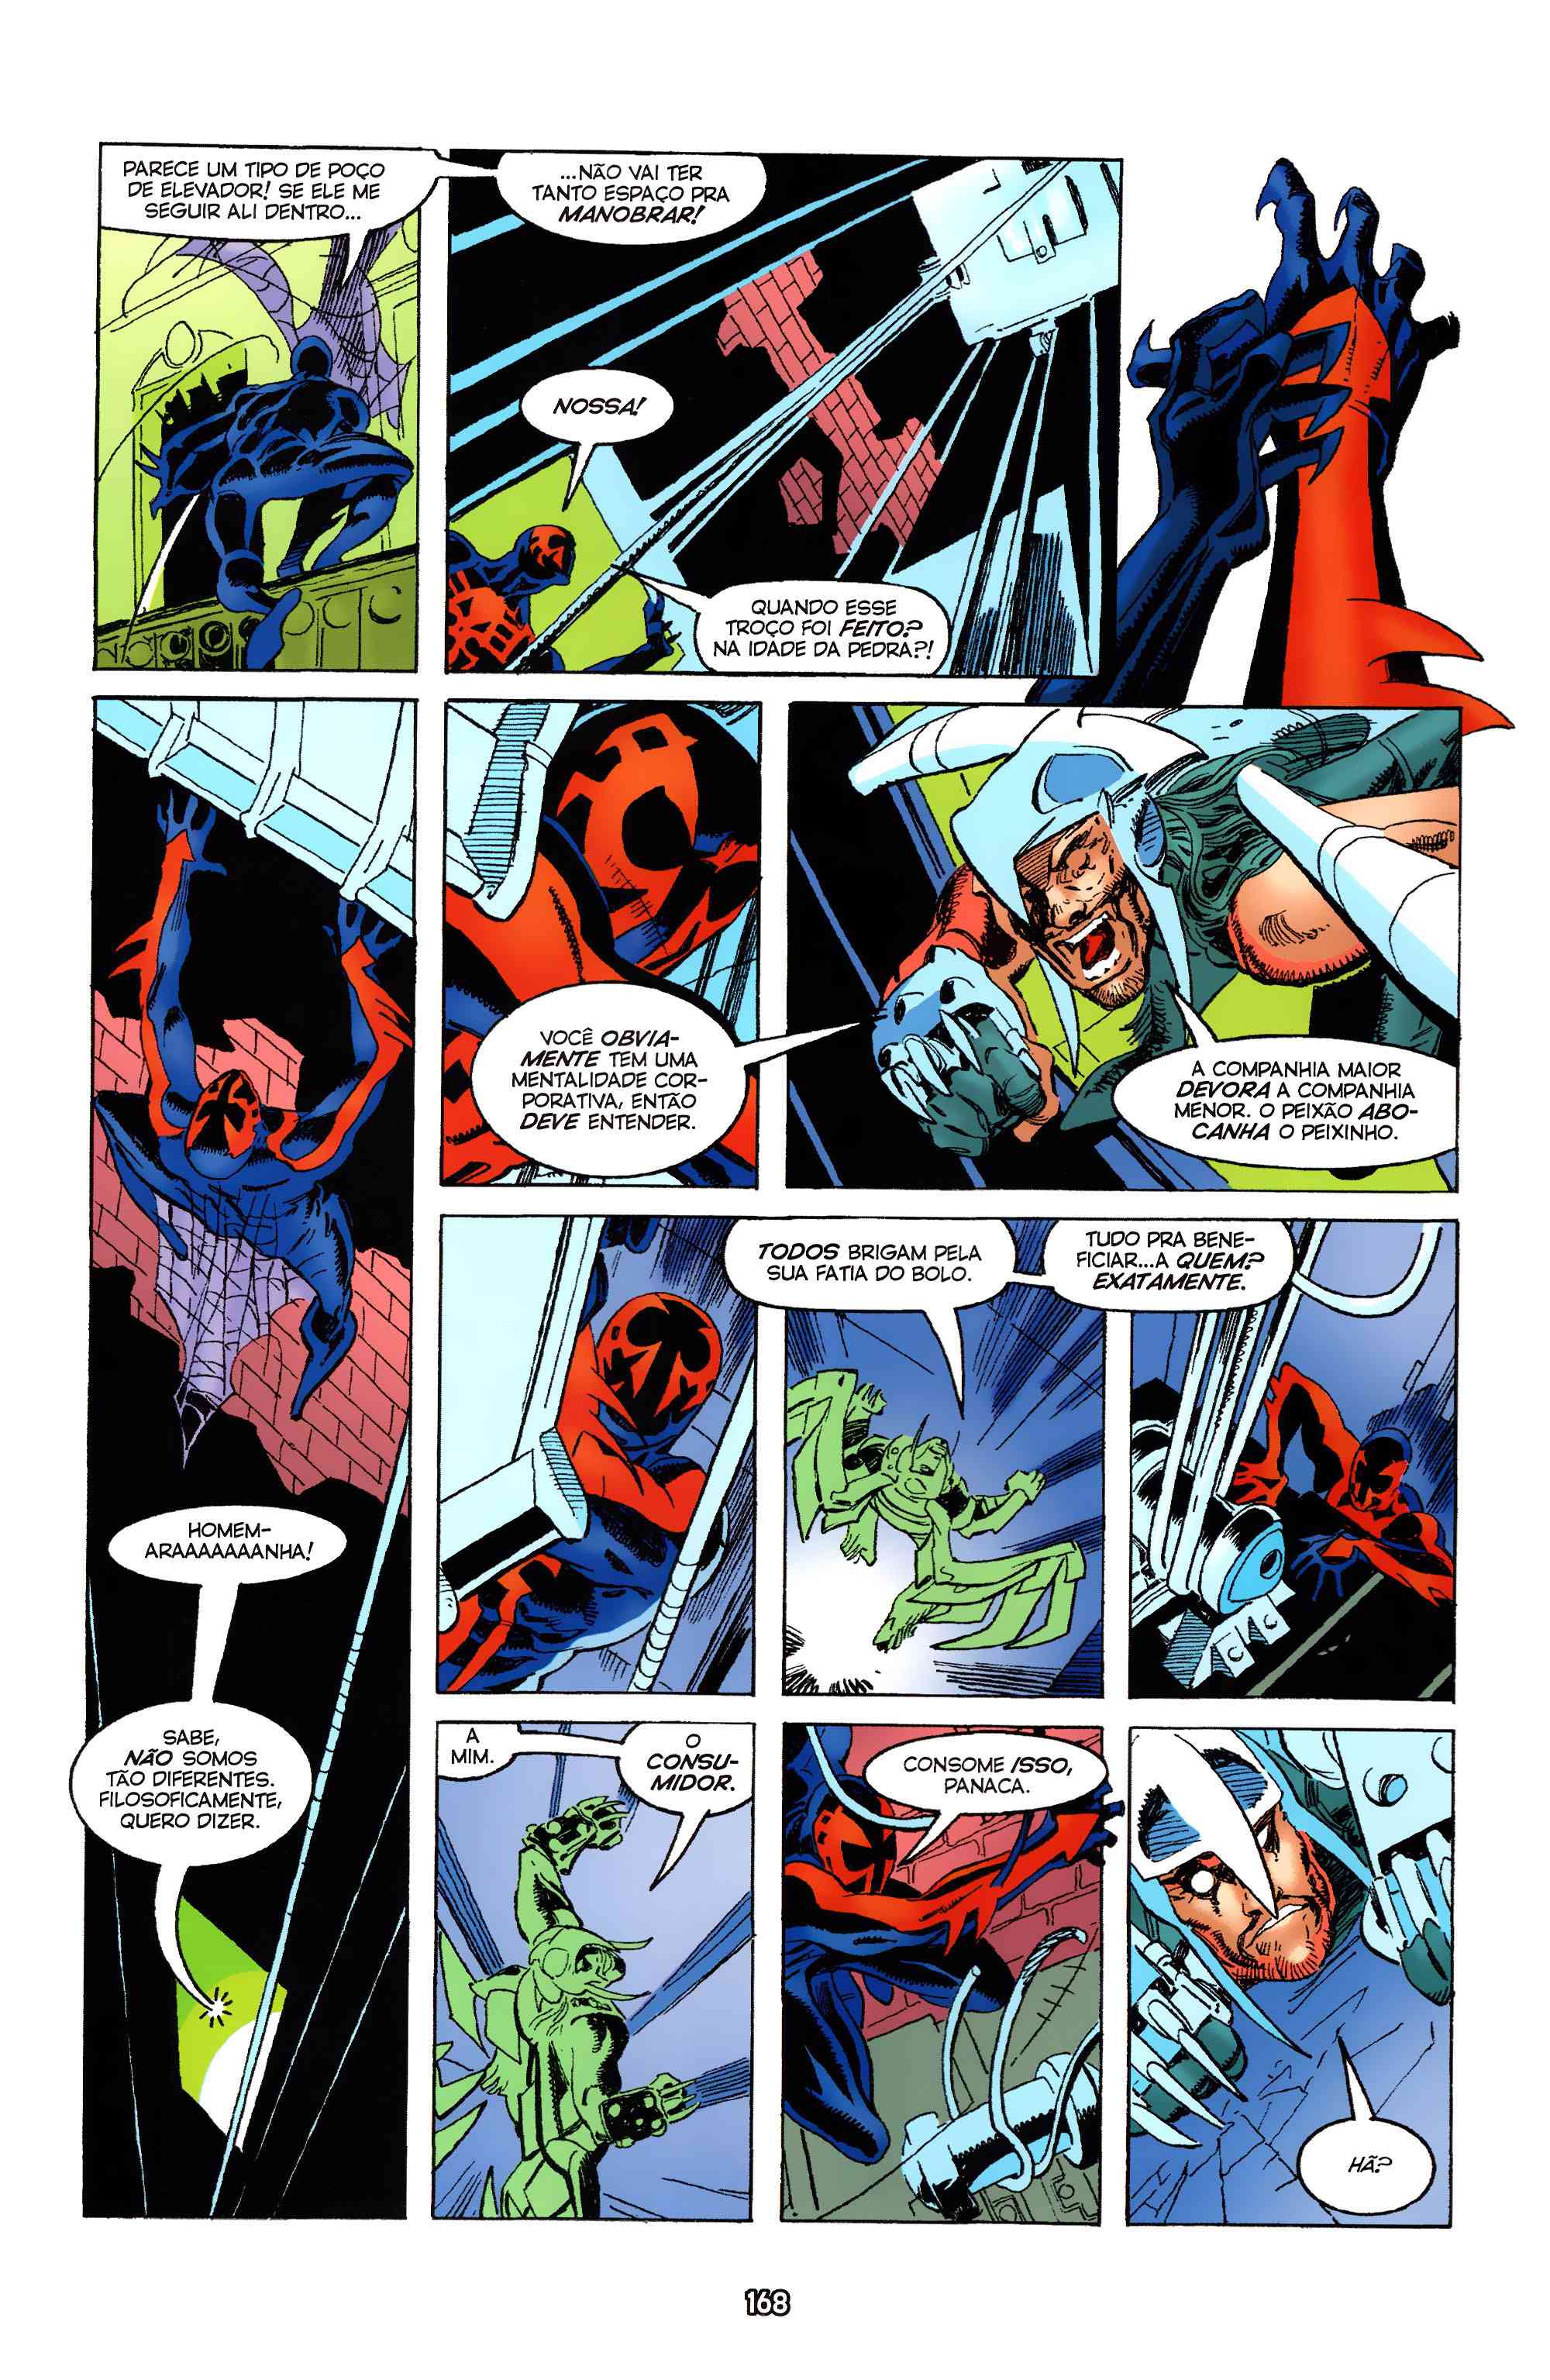 PARECE UM TIPO DE POÇO
DE ELEVADOR! SE ELE ME
SEGUIR ALI DENTRO...
...NÃO VAI TER
TANTO ESPAÇO PRA
MANOBRAR!
NOSSA!
QUANDO ESSE
TROÇO FOI FEITO?
NA IDADE DA PEDRA?!
HOMEM-
ARAAAAAAANHA!
SABE,
NÃO SOMOS
TÃO DIFERENTES.
FILOSOFICAMENTE,
QUERO DIZER.
VOCÊ OBVIA-
MENTE TEM UMA
MENTALIDADE COR-
PORATIVA, ENTÃO
DEVE ENTENDER.
A COMPANHIA MAIOR
DEVORA A COMPANHIA
MENOR. O PEIXÃO ABO-
CANHA O PEIXINHO.
TODOS BRIGAM PELA
SUA FATIA DO BOLO.
TUDO PRA BENE-
FICIAR...A QUEM?
EXATAMENTE.
A
MIM.
O
CONSU-
MIDOR.
CONSOME ISSO,
PANACA.
HÃ?
168